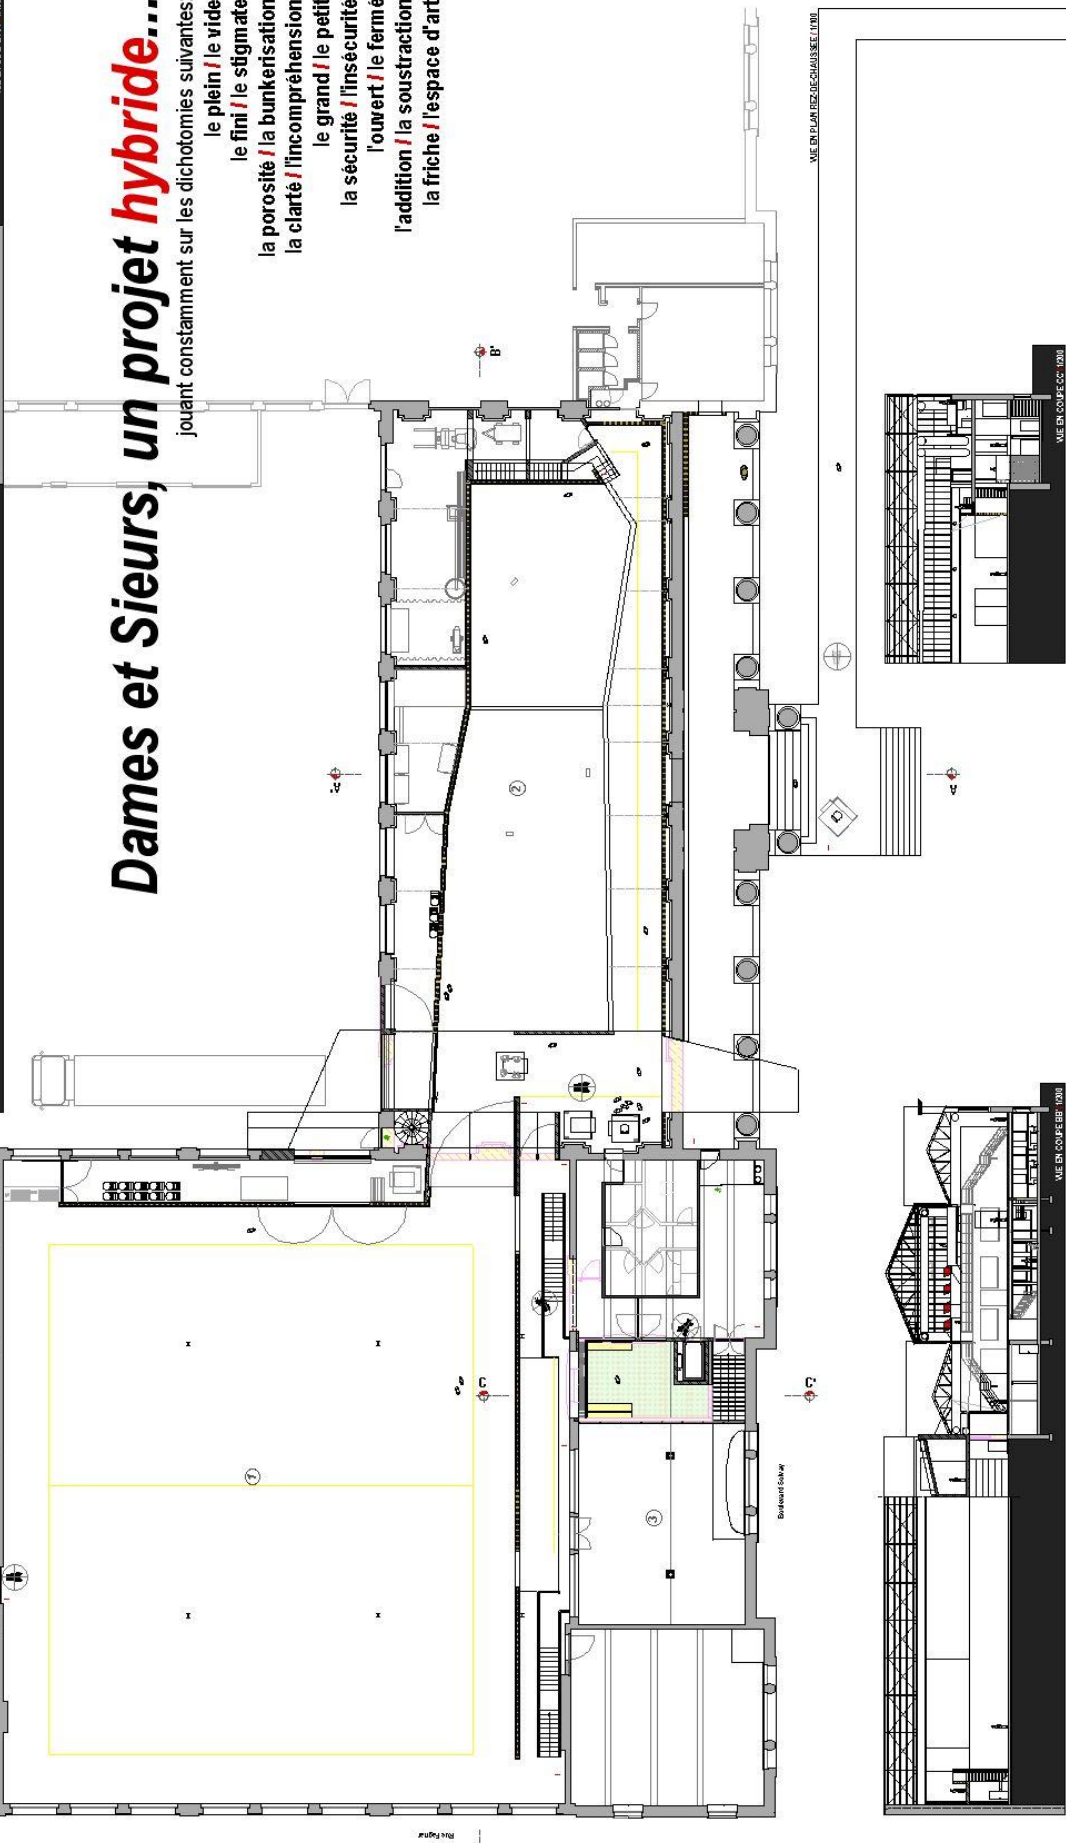 Dames et Sieurs, un projet hybride...
jouant constamment sur les dichotomies suivantes:
le plein / le vide
le fini / le stigmate
la porosité / la bunkerisation
la clarté / l'incompréhension
le grand / le petit
la sécurité / l'insécurité
l'ouvert / le fermé
l'addition / la soustraction
la friche / l'espace d'art
VUE EN PLAN REZ-DE-CHAUSSEE / 1/100
B'
A'
A
2
C
C'
1
3
Boulevard Solvay
VUE EN COUPE CC' 1/200
VUE EN COUPE BB' 1/200